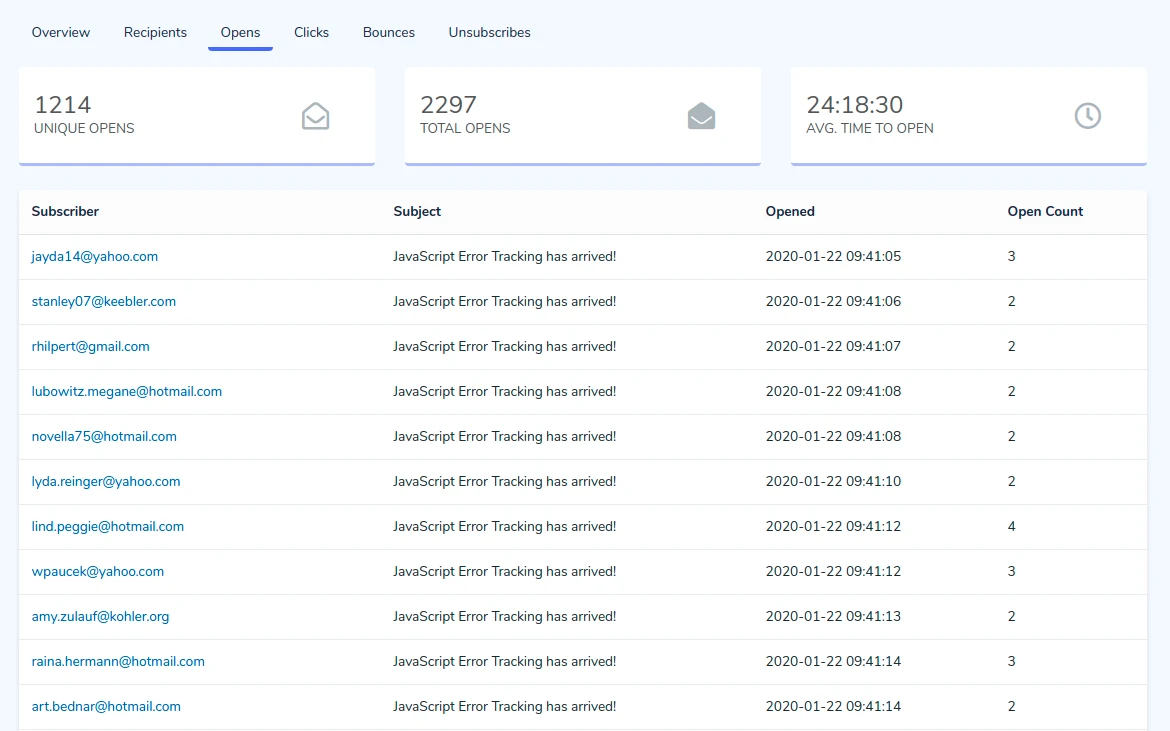 Overview Recipients Opens Clicks Bounces Unsubscribes
1214 2297 24:18:30
UNIQUE OPENS TOTAL OPENS AVG. TIME TO OPEN
Subscriber Subject Opened Open Count
jayda14@yahoo.com JavaScript Error Tracking has arrived! 2020-01-22 09:41:05 3
stanley07@keebler.com JavaScript Error Tracking has arrived! 2020-01-22 09:41:06 2
rhilpert@gmail.com JavaScript Error Tracking has arrived! 2020-01-22 09:41:07 2
lubowitz.megane@hotmail.com JavaScript Error Tracking has arrived! 2020-01-22 09:41:08 2
novella75@hotmail.com JavaScript Error Tracking has arrived! 2020-01-22 09:41:08 2
lyda.reinger@yahoo.com JavaScript Error Tracking has arrived! 2020-01-22 09:41:10 2
lind.peggie@hotmail.com JavaScript Error Tracking has arrived! 2020-01-22 09:41:12 4
wpaucek@yahoo.com JavaScript Error Tracking has arrived! 2020-01-22 09:41:12 3
amy.zulauf@kohler.org JavaScript Error Tracking has arrived! 2020-01-22 09:41:13 2
raina.hermann@hotmail.com JavaScript Error Tracking has arrived! 2020-01-22 09:41:14 3
art.bednar@hotmail.com JavaScript Error Tracking has arrived! 2020-01-22 09:41:14 2